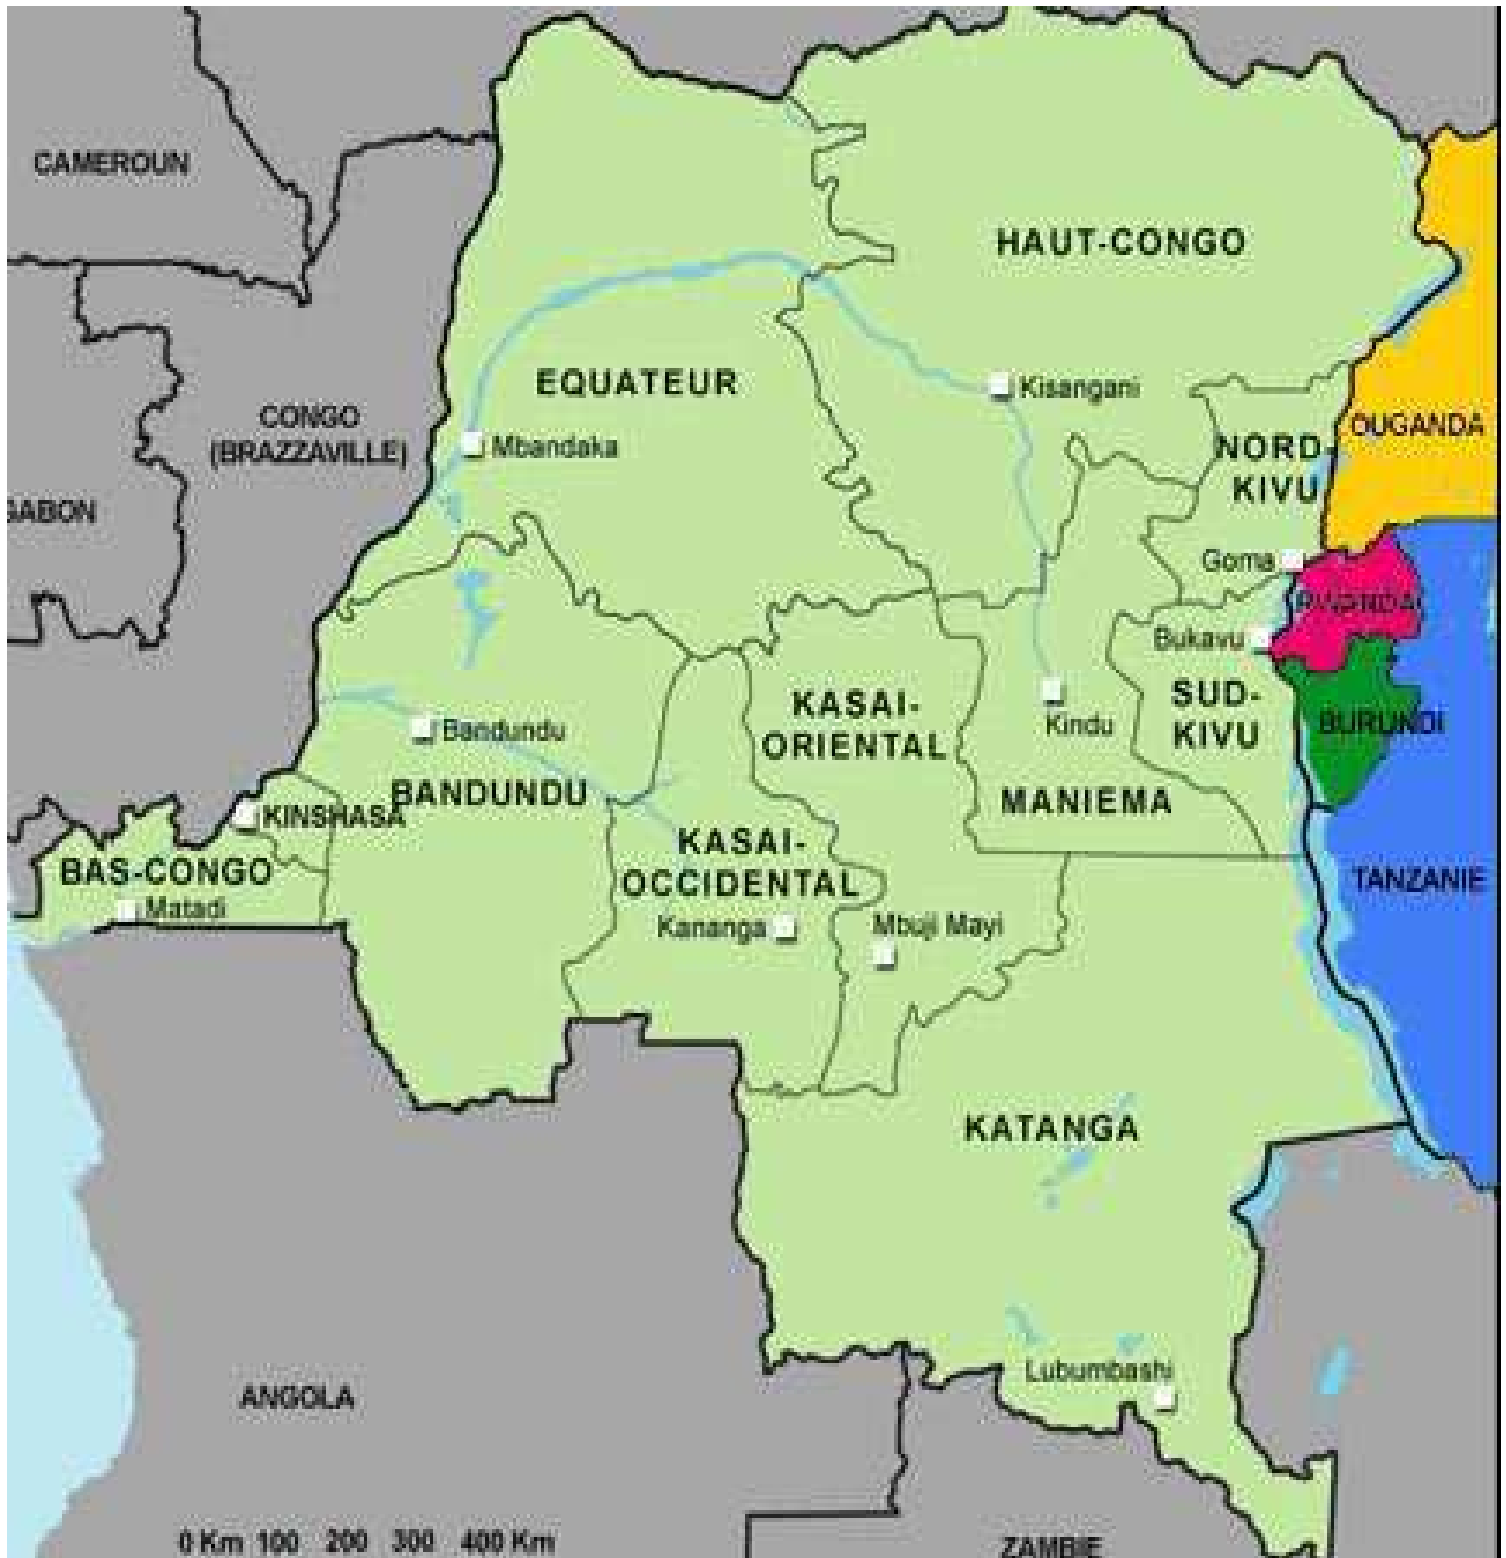 CAMEROUN
HAUT-CONGO
EQUATEUR
Kisangani
CONGO
(BRAZZAVILLE)
OUGANDA
Mbandaka
NORD-
KIVU
GABON
Goma
RWANDA
Bukavu
KASAI-
ORIENTAL
SUD-
KIVU
Kindu
BURUNDI
Bandundu
BANDUNDU
MANIEMA
KINSHASA
KASAI-
OCCIDENTAL
BAS-CONGO
TANZANIE
Matadi
Kananga
Mbuji Mayi
KATANGA
Lubumbashi
ANGOLA
0 Km 100 200 300 400 Km
ZAMBIE